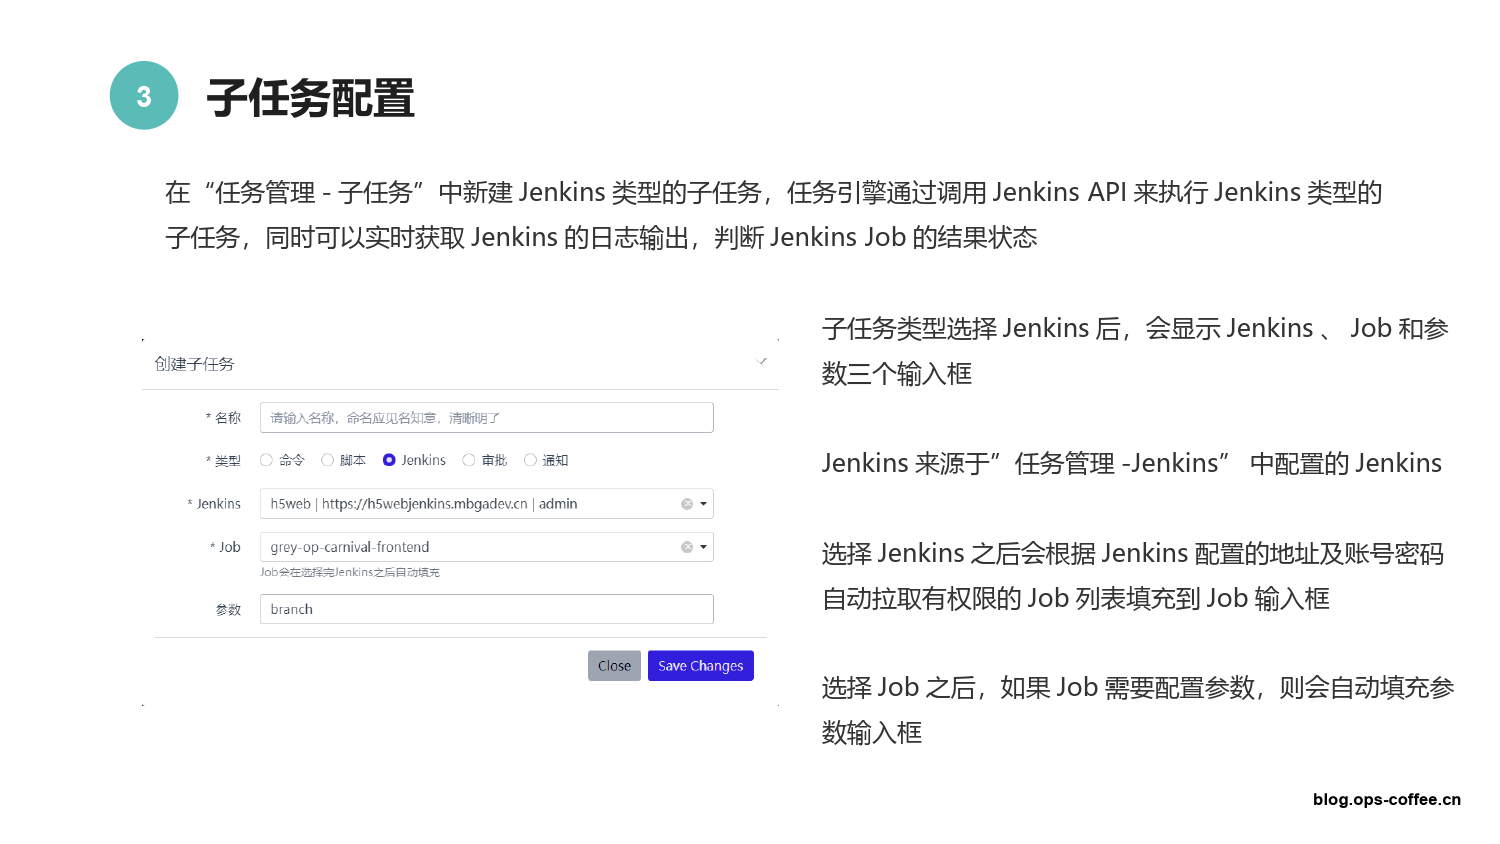 3
子任务配置
在“任务管理 - 子任务”中新建 Jenkins 类型的子任务，任务引擎通过调用 Jenkins API 来执行 Jenkins 类型的
子任务，同时可以实时获取 Jenkins 的日志输出，判断 Jenkins Job 的结果状态
创建子任务
* 名称 请输入名称，命名应见名知意，清晰明了
* 类型 命令 脚本 Jenkins 审批 通知
* Jenkins h5web | https://h5webjenkins.mbgadev.cn | admin
* Job grey-op-carnival-frontend
Job会在选择完Jenkins之后自动填充
参数 branch
Close Save Changes
子任务类型选择 Jenkins 后，会显示 Jenkins 、 Job 和参
数三个输入框
Jenkins 来源于”任务管理 -Jenkins” 中配置的 Jenkins
选择 Jenkins 之后会根据 Jenkins 配置的地址及账号密码
自动拉取有权限的 Job 列表填充到 Job 输入框
选择 Job 之后，如果 Job 需要配置参数，则会自动填充参
数输入框
blog.ops-coffee.cn